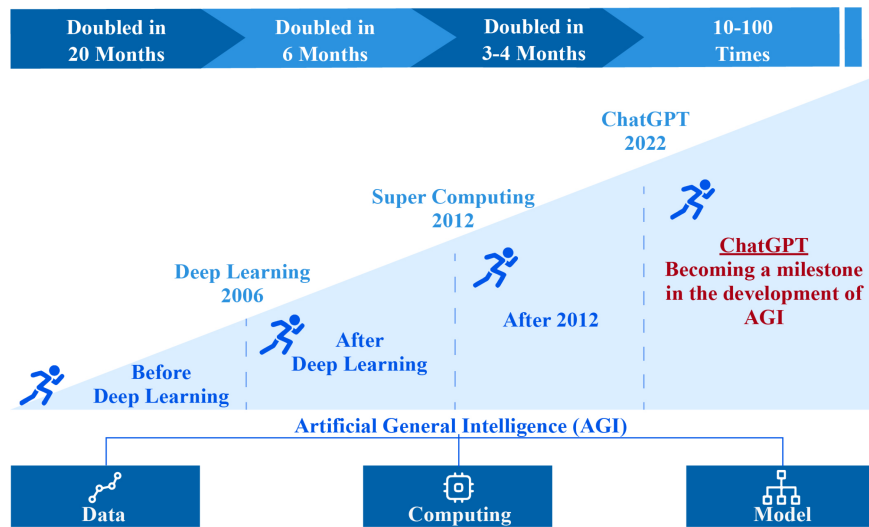 Doubled in
20 Months
Doubled in
6 Months
Doubled in
3-4 Months
10-100
Times
ChatGPT
2022
Super Computing
2012
Deep Learning
2006
ChatGPT
Becoming a milestone
in the development of
AGI
After 2012
After
Deep Learning
Before
Deep Learning
Artificial General Intelligence (AGI)
Data
Computing
Model